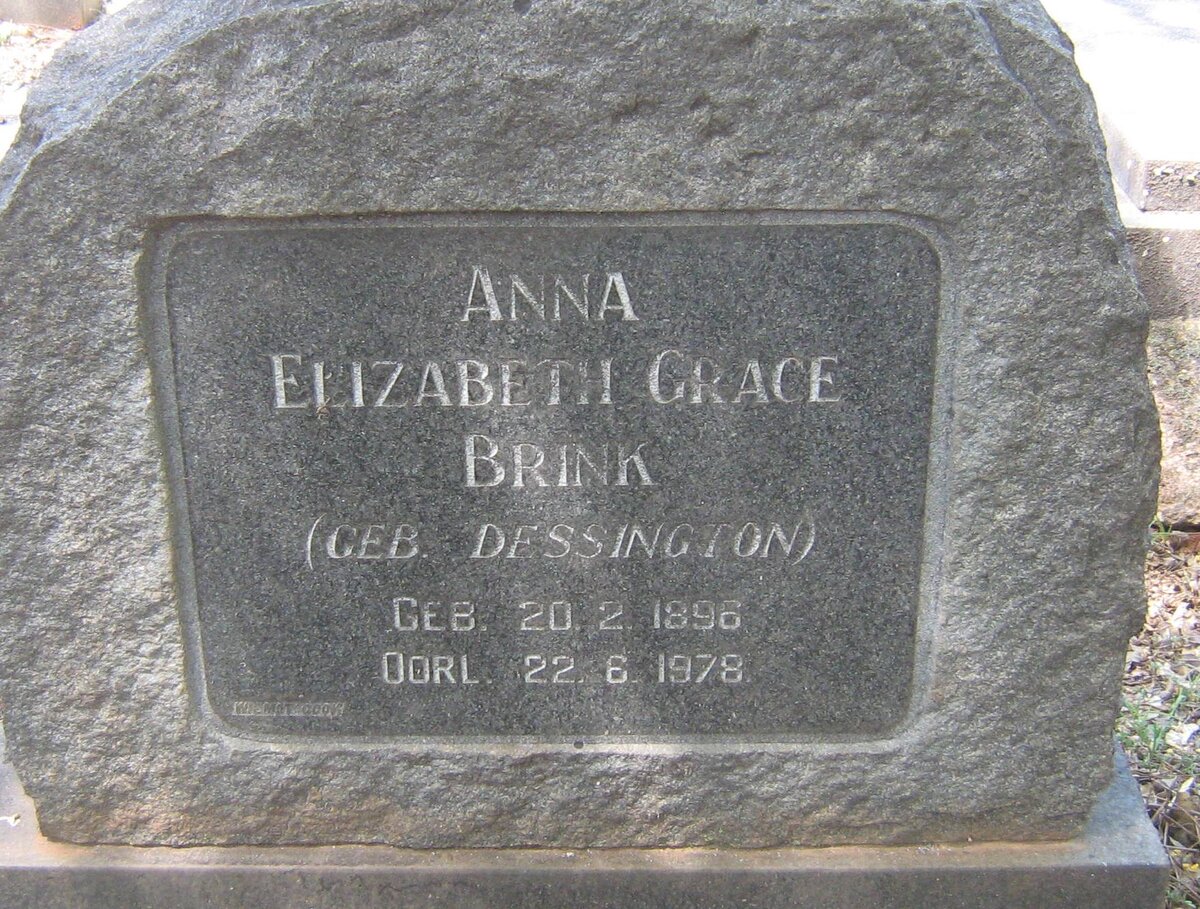 ANNA
ELIZABETH GRACE
BRINK
(GEB. DESSINGTON)
GEB. 20. 2. 1896
OORL. 22. 6. 1978